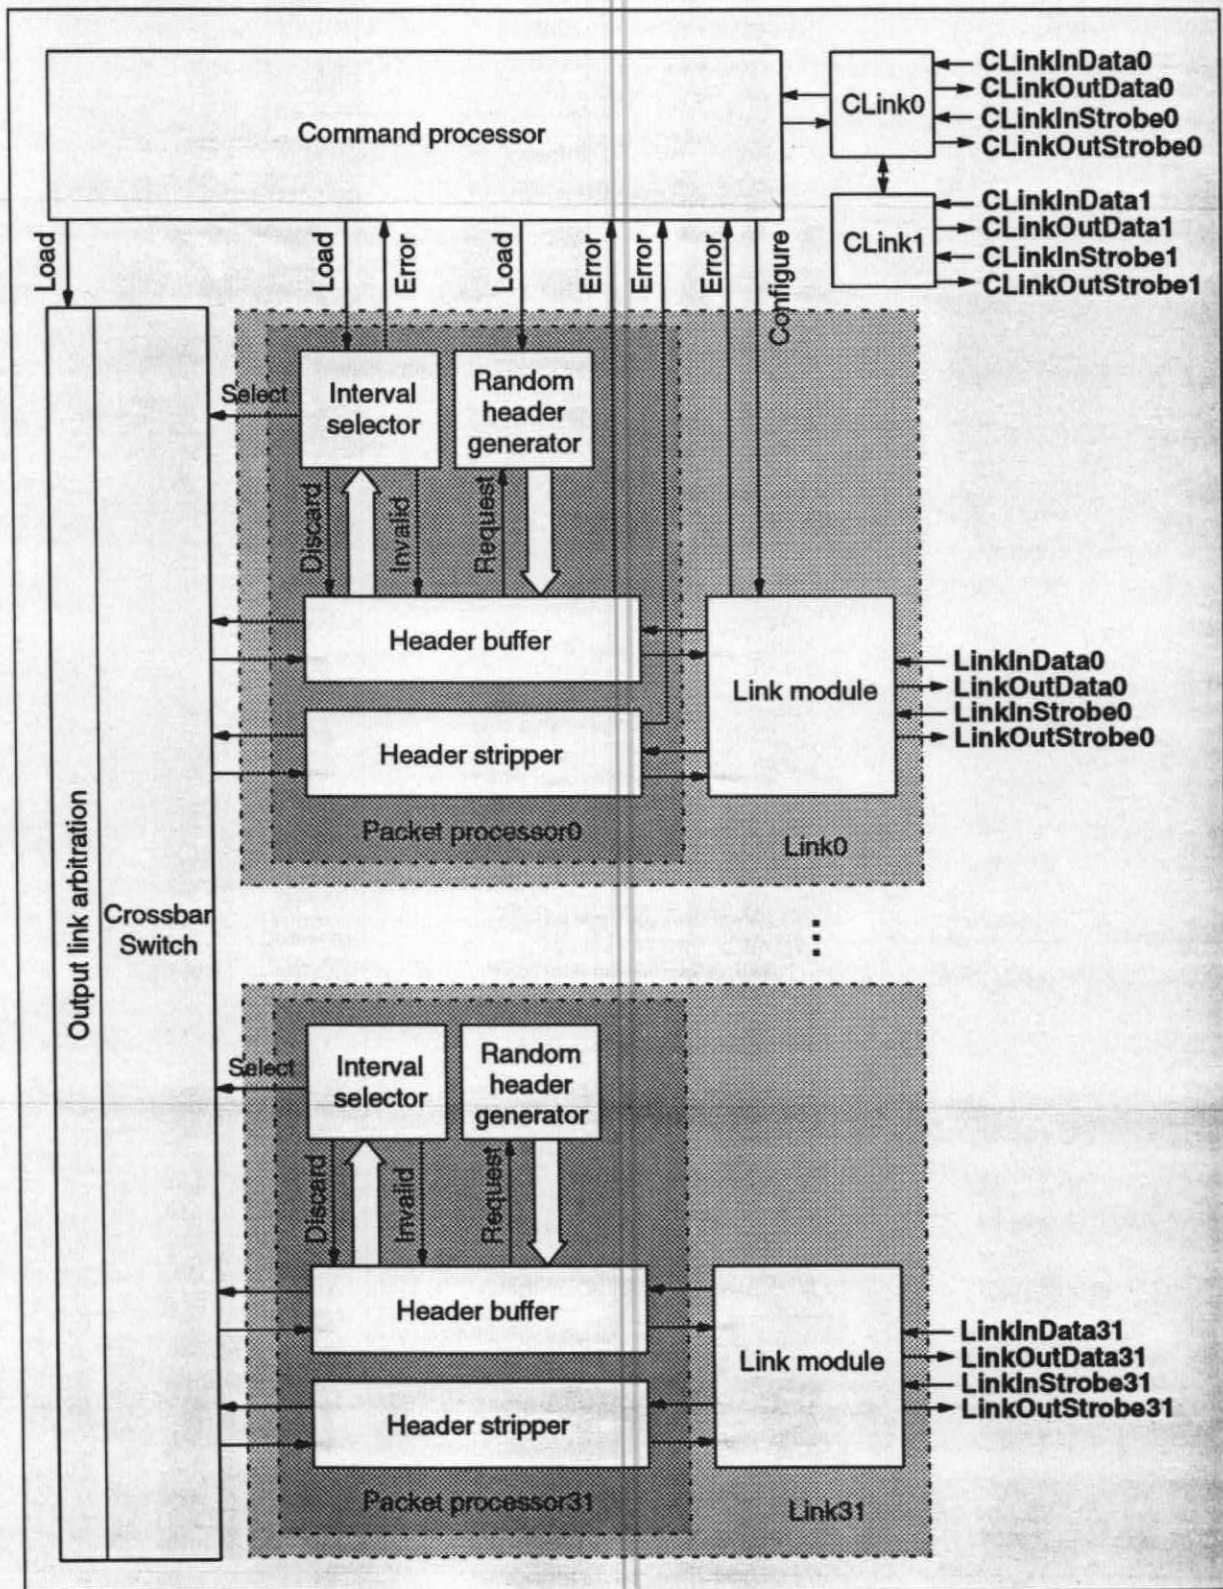 Command processor
CLink0
CLinkInData0
CLinkOutData0
CLinkInStrobe0
CLinkOutStrobe0
CLink1
CLinkInData1
CLinkOutData1
CLinkInStrobe1
CLinkOutStrobe1
Load
Load
Error
Load
Error
Error
Error
Configure
Select
Interval
selector
Random
header
generator
Discard
Invalid
Request
Header buffer
Header stripper
Link module
LinkInData0
LinkOutData0
LinkInStrobe0
LinkOutStrobe0
Packet processor0
Link0
Output link arbitration
Crossbar
Switch
Select
Interval
selector
Random
header
generator
Discard
Invalid
Request
Header buffer
Header stripper
Link module
LinkInData31
LinkOutData31
LinkInStrobe31
LinkOutStrobe31
Packet processor31
Link31